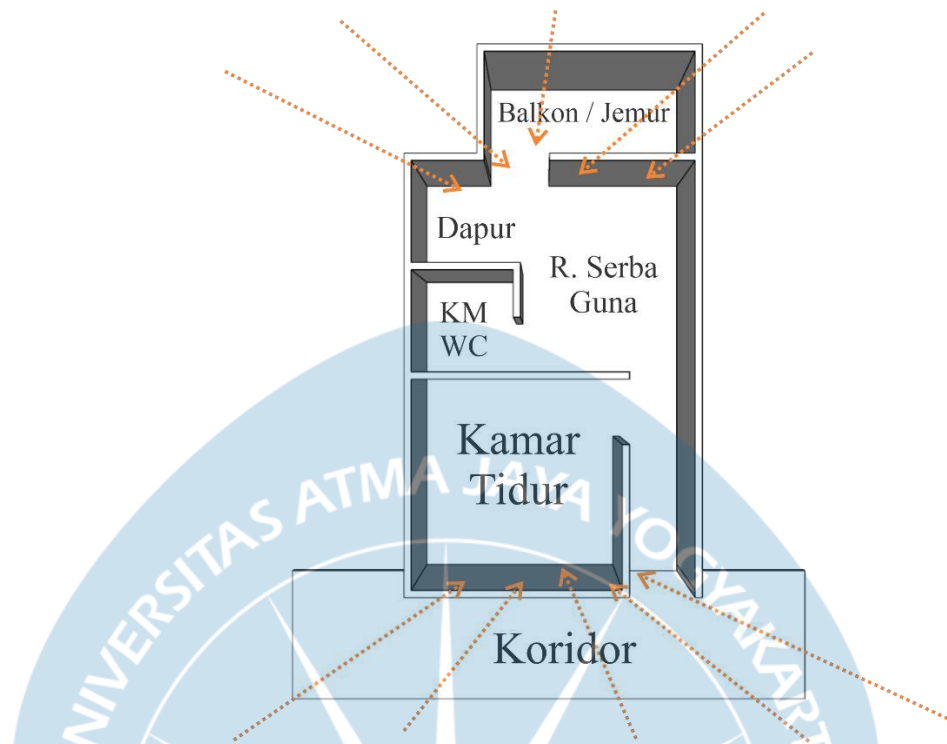 Balkon / Jemur
Dapur
R. Serba
Guna
KM
WC
Kamar
Tidur
UNIVERSITAS ATMA JAYA YOGYAKARTA
Koridor